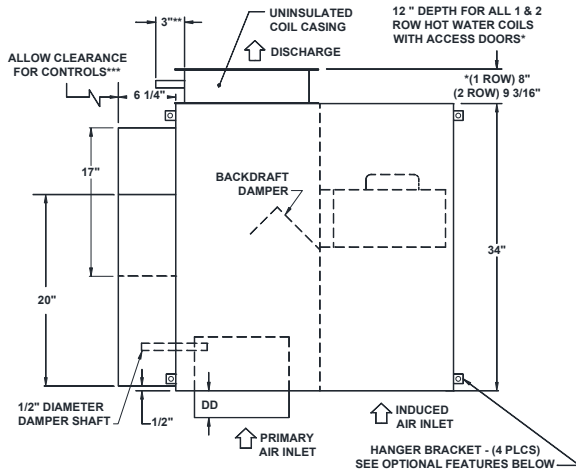 3"**
UNINSULATED
COIL CASING
DISCHARGE
12 " DEPTH FOR ALL 1 & 2
ROW HOT WATER COILS
WITH ACCESS DOORS*
ALLOW CLEARANCE
FOR CONTROLS***
6 1/4"
*(1 ROW) 8"
(2 ROW) 9 3/16"
17"
BACKDRAFT
DAMPER
34"
20"
1/2" DIAMETER
DAMPER SHAFT
1/2"
DD
PRIMARY
AIR INLET
INDUCED
AIR INLET
HANGER BRACKET - (4 PLCS)
SEE OPTIONAL FEATURES BELOW